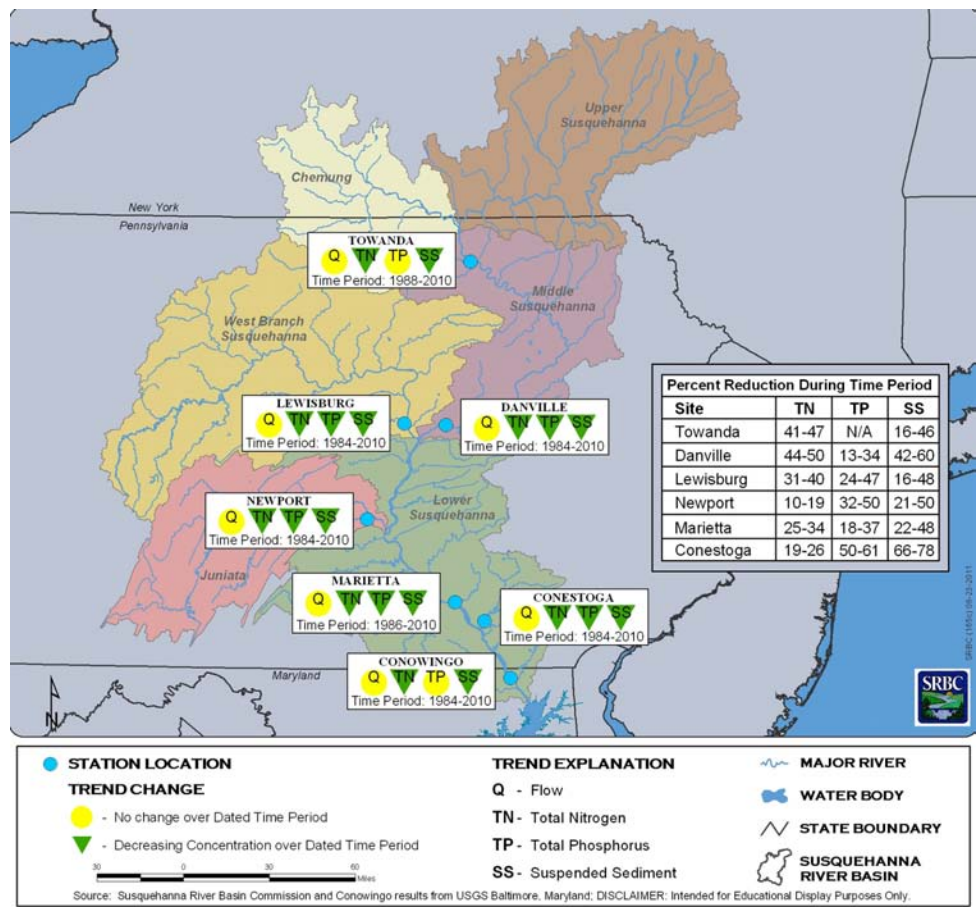 Upper
Susquehanna
Chemung
New York
Pennsylvania
TOWANDA
Q TN TP SS
Time Period: 1988-2010
Middle
Susquehanna
West Branch
Susquehanna
LEWISBURG
Q TN TP SS
Time Period: 1984-2010
DANVILLE
Q TN TP SS
Time Period: 1984-2010
Percent Reduction During Time Period
Site TN TP SS
Towanda 41-47 N/A 16-46
Danville 44-50 13-34 42-60
Lewisburg 31-40 24-47 16-48
Newport 10-19 32-50 21-50
Marietta 25-34 18-37 22-48
Conestoga 19-26 50-61 66-78
NEWPORT
Q TN TP SS
Time Period: 1984-2010
Lower
Susquehanna
Juniata
MARIETTA
Q TN TP SS
Time Period: 1986-2010
CONESTOGA
Q TN TP SS
Time Period: 1984-2010
CONOWINGO
Q TN TP SS
Time Period: 1984-2010
Maryland
N
SRBC
STATION LOCATION
TREND CHANGE
- No change over Dated Time Period
- Decreasing Concentration over Dated Time Period
30 0 30 60
Miles
TREND EXPLANATION
Q - Flow
TN - Total Nitrogen
TP - Total Phosphorus
SS - Suspended Sediment
MAJOR RIVER
WATER BODY
STATE BOUNDARY
SUSQUEHANNA
RIVER BASIN
Source: Susquehanna River Basin Commission and Conowingo results from USGS Baltimore, Maryland; DISCLAIMER: Intended for Educational Display Purposes Only.